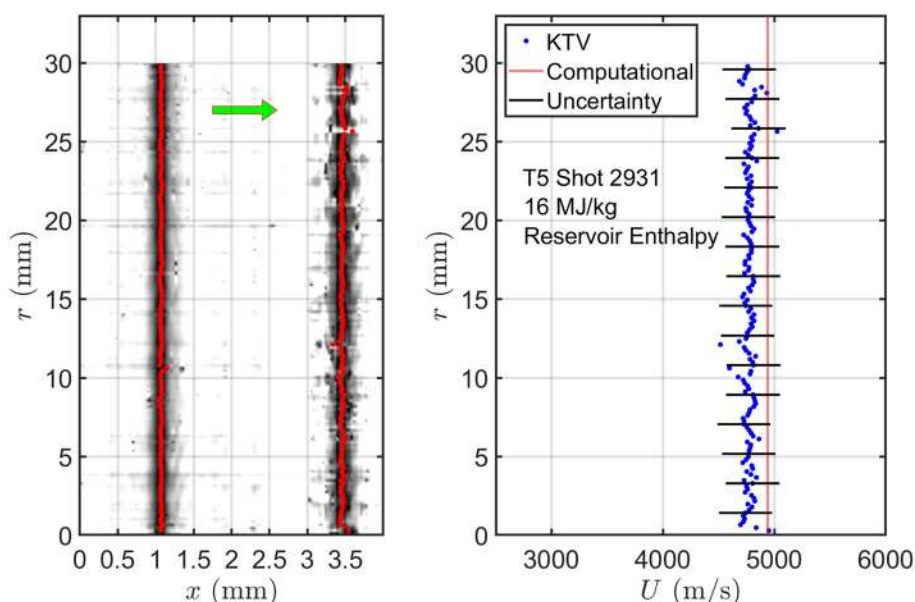 30
25
20
15
10
5
0
r (mm)
0 0.5 1 1.5 2 2.5 3 3.5
x (mm)
30
25
20
15
10
5
0
r (mm)
KTV
Computational
Uncertainty
T5 Shot 2931
16 MJ/kg
Reservoir Enthalpy
3000 4000 5000 6000
U (m/s)